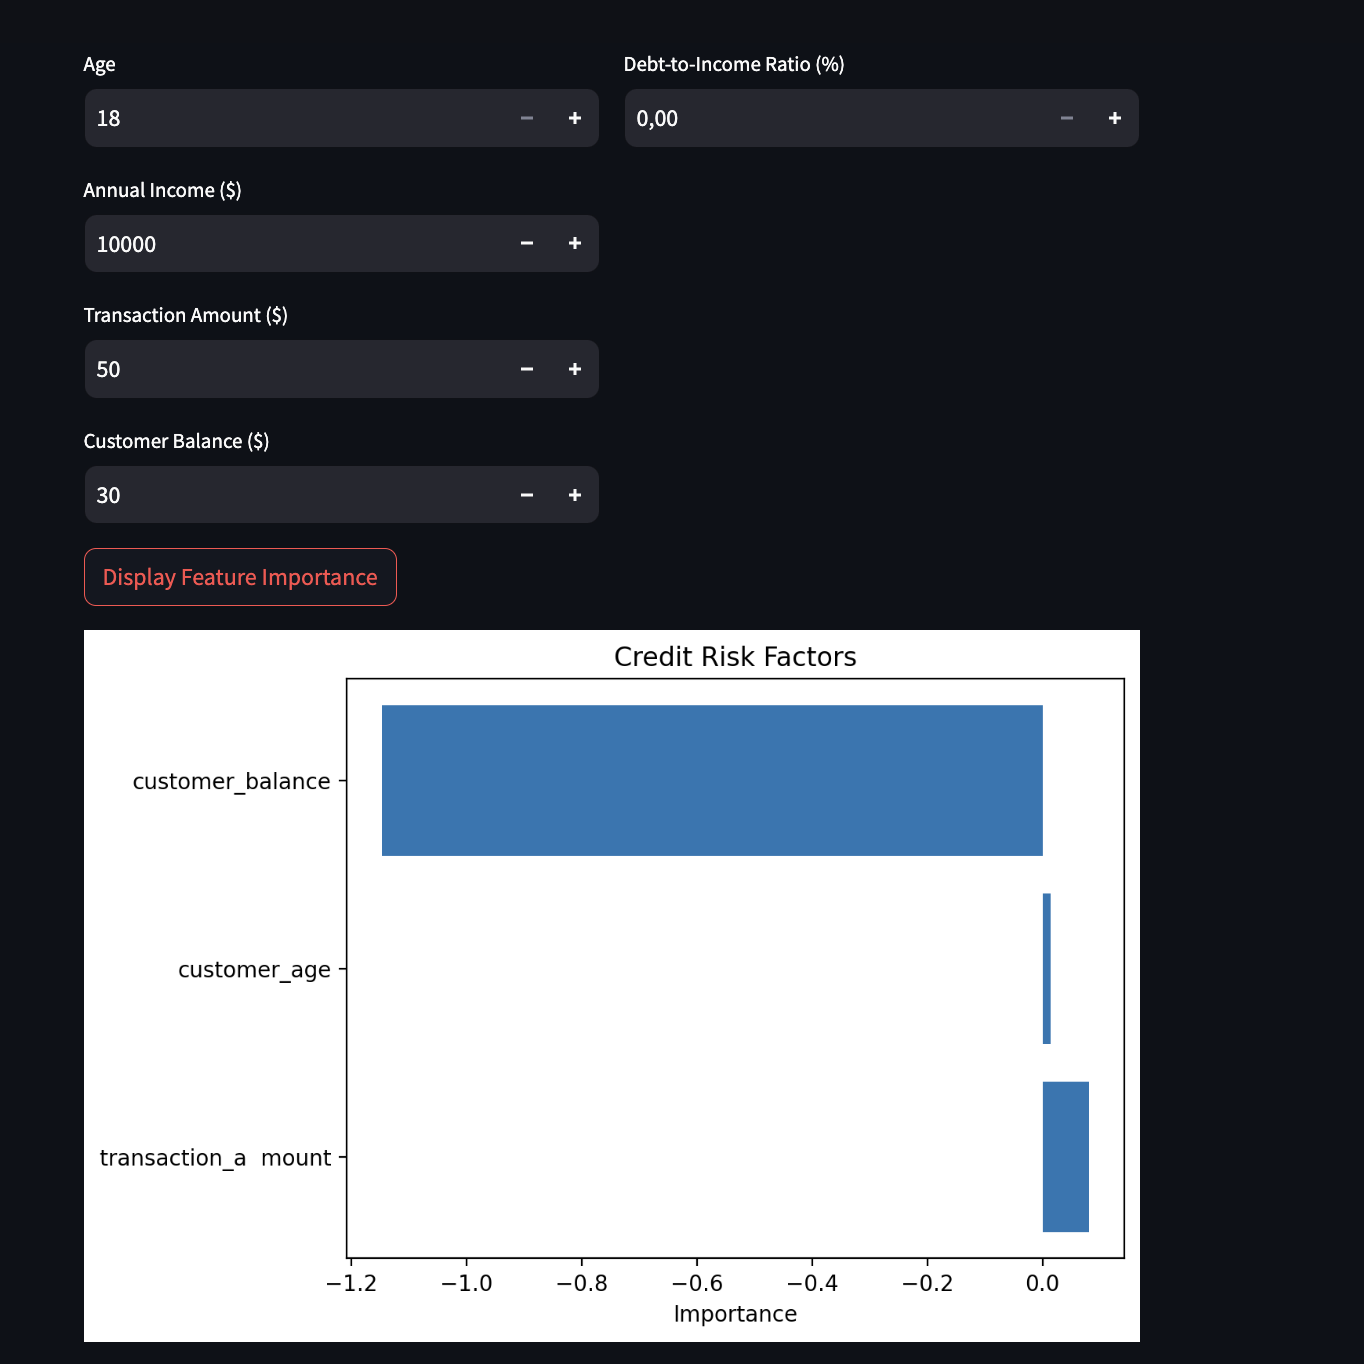 Age
18
Debt-to-Income Ratio (%)
0,00
Annual Income ($)
10000
Transaction Amount ($)
50
Customer Balance ($)
30
Display Feature Importance
Credit Risk Factors
customer_balance
customer_age
transaction_a  mount
−1.2 −1.0 −0.8 −0.6 −0.4 −0.2 0.0
Importance